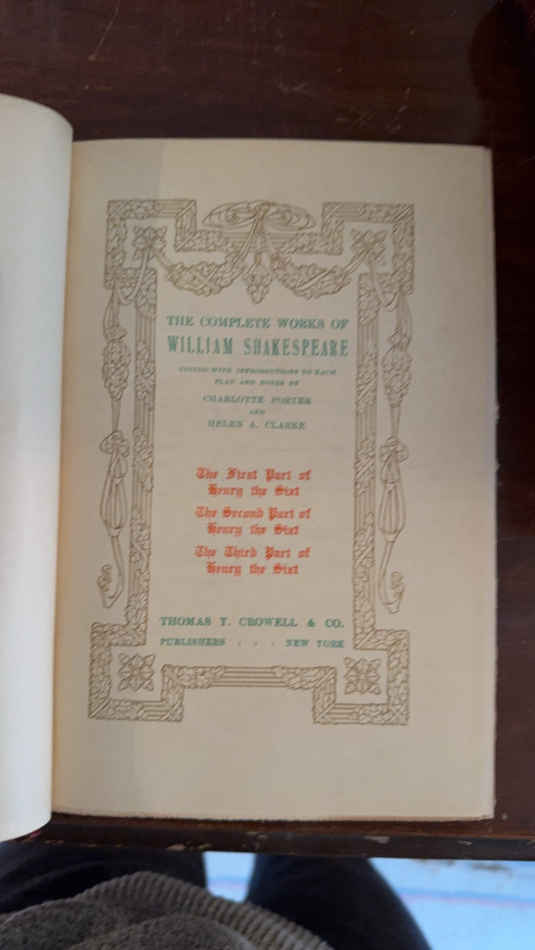 THE COMPLETE WORKS OF
WILLIAM SHAKESPEARE
EDITED WITH INTRODUCTIONS TO EACH
PLAY AND NOTES BY
CHARLOTTE PORTER
AND
HELEN A. CLARKE
The First Part of
Henry the Sixt
The Second Part of
Henry the Sixt
The Third Part of
Henry the Sixt
THOMAS Y. CROWELL & CO.
PUBLISHERS . . . NEW YORK